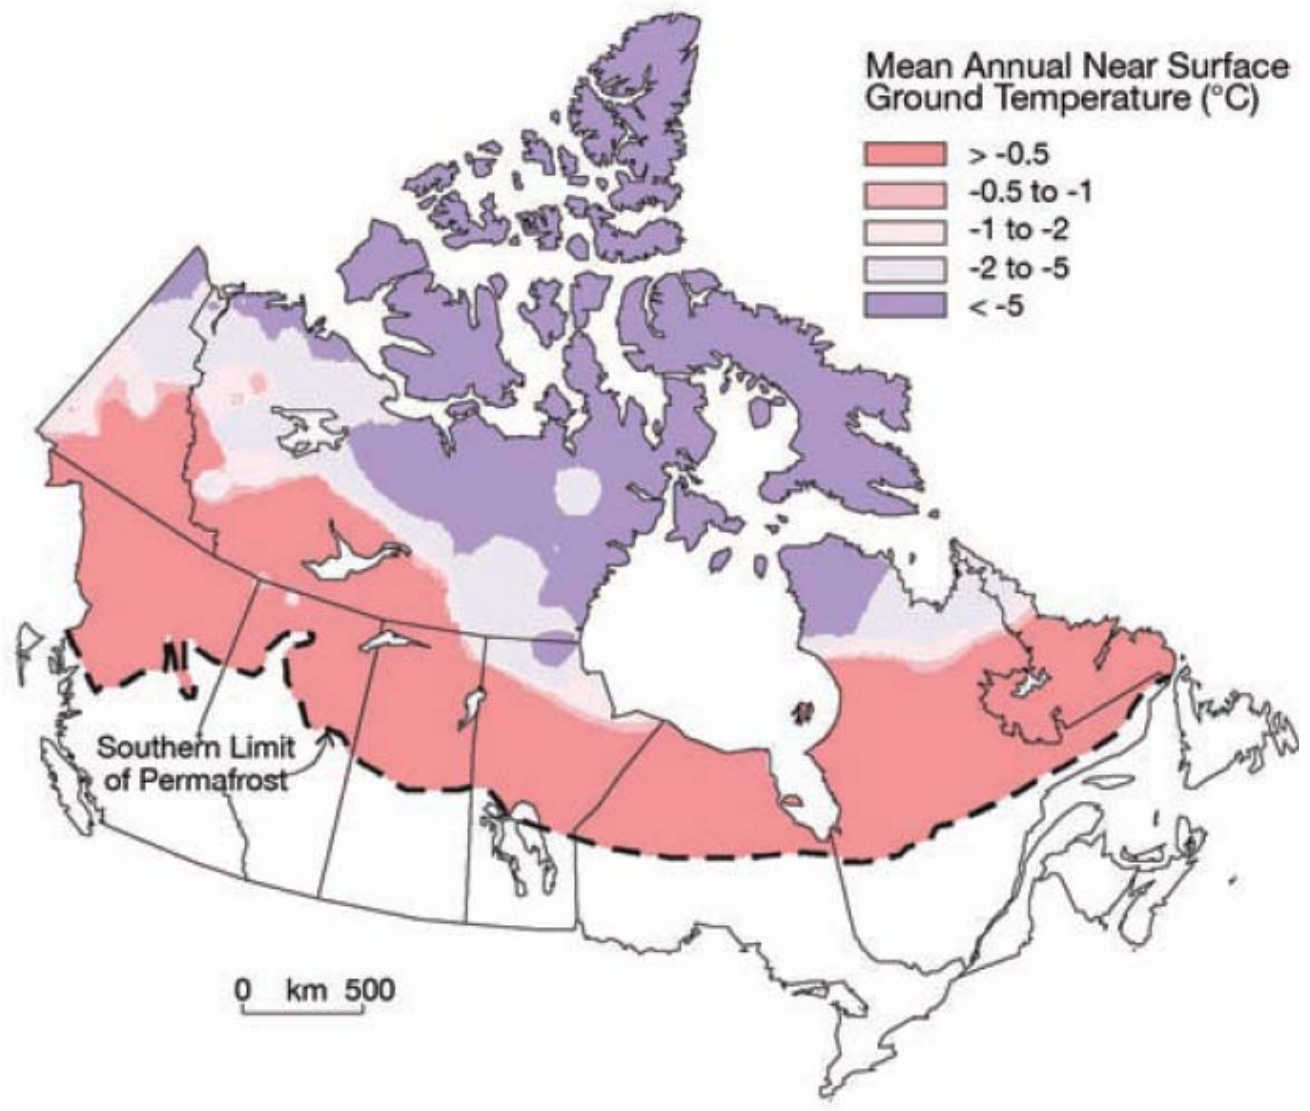 Mean Annual Near Surface
Ground Temperature (°C)
> -0.5
-0.5 to -1
-1 to -2
-2 to -5
< -5
Southern Limit
of Permafrost
0 km 500